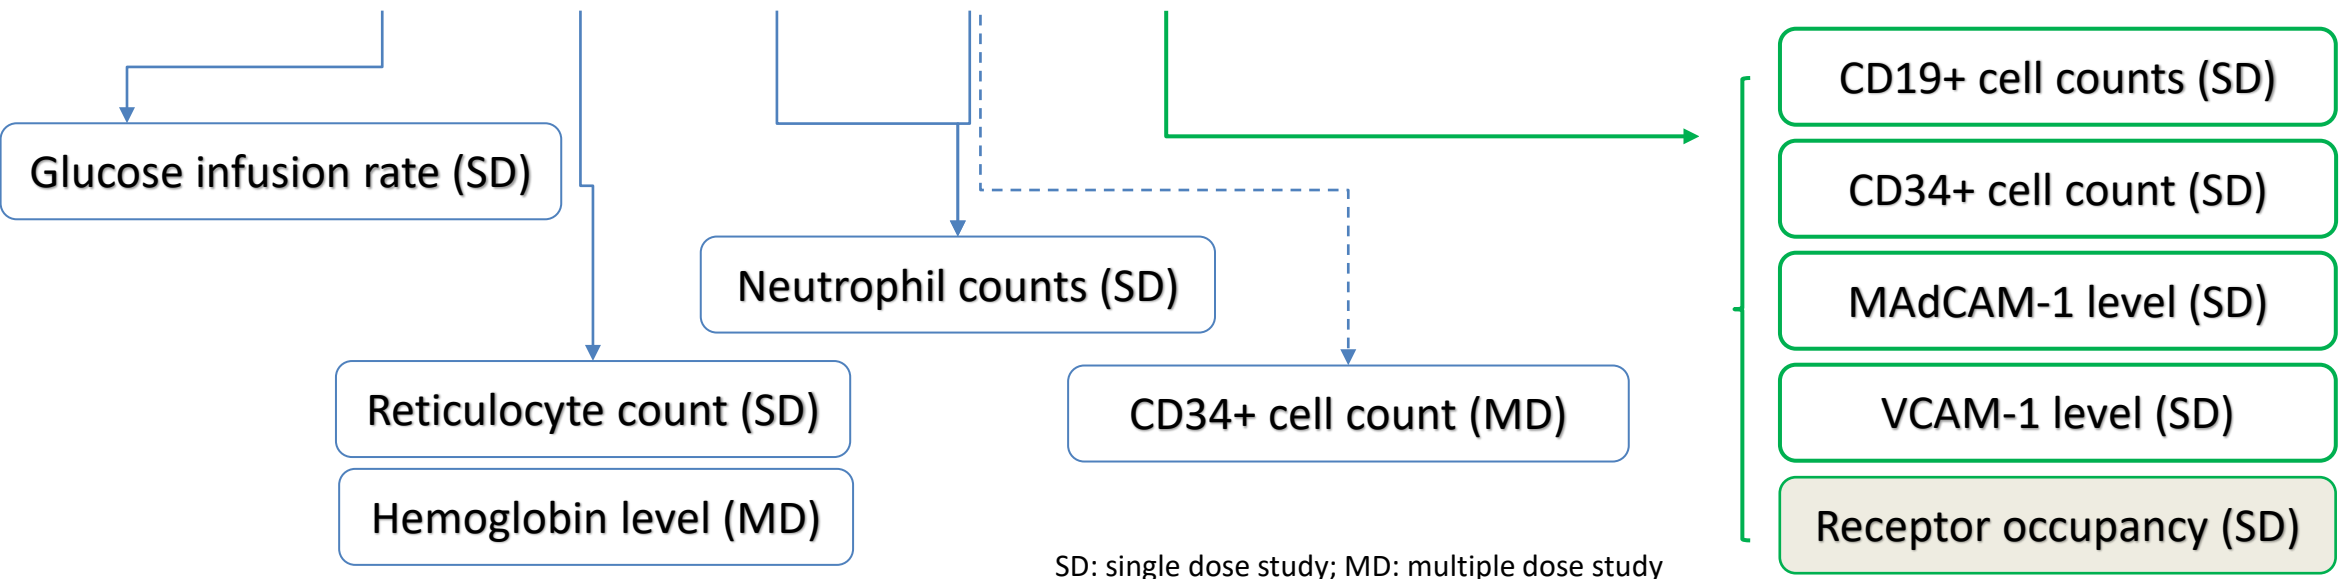 Glucose infusion rate (SD)
Reticulocyte count (SD)
Hemoglobin level (MD)
Neutrophil counts (SD)
CD34+ cell count (MD)
CD19+ cell counts (SD)
CD34+ cell count (SD)
MAdCAM-1 level (SD)
VCAM-1 level (SD)
Receptor occupancy (SD)
SD: single dose study; MD: multiple dose study